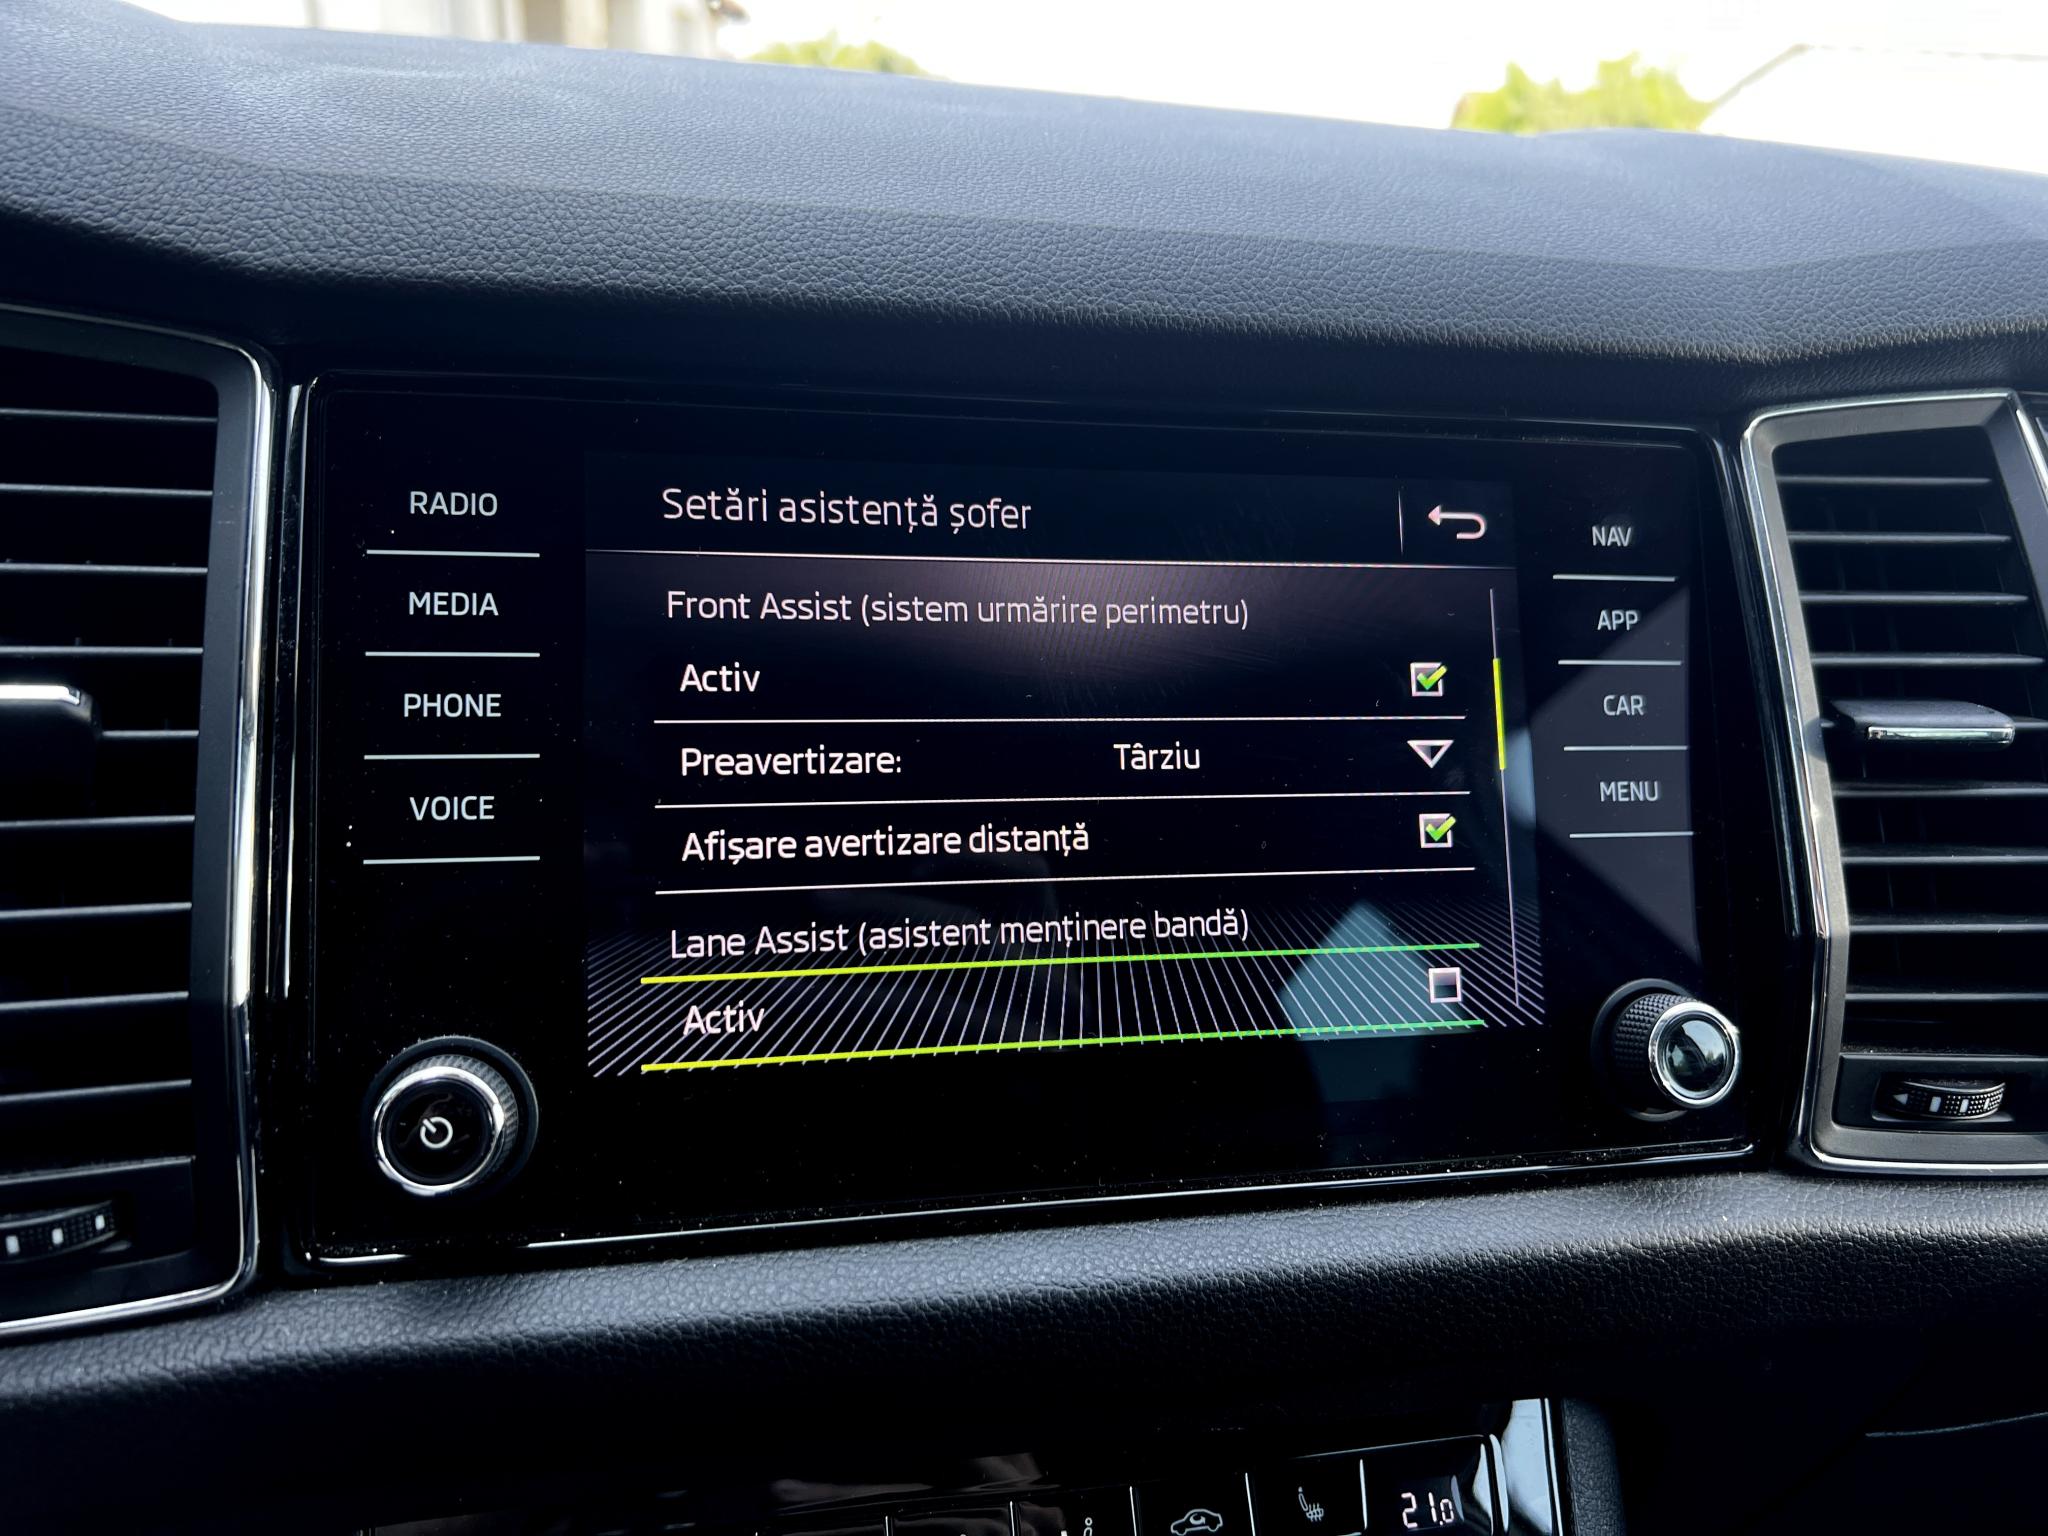 RADIO
MEDIA
PHONE
VOICE
Setări asistență șofer
Front Assist (sistem urmărire perimetru)
Activ
Preavertizare: Târziu
Afișare avertizare distanță
Lane Assist (asistent menținere bandă)
Activ
NAV
APP
CAR
MENU
21.0